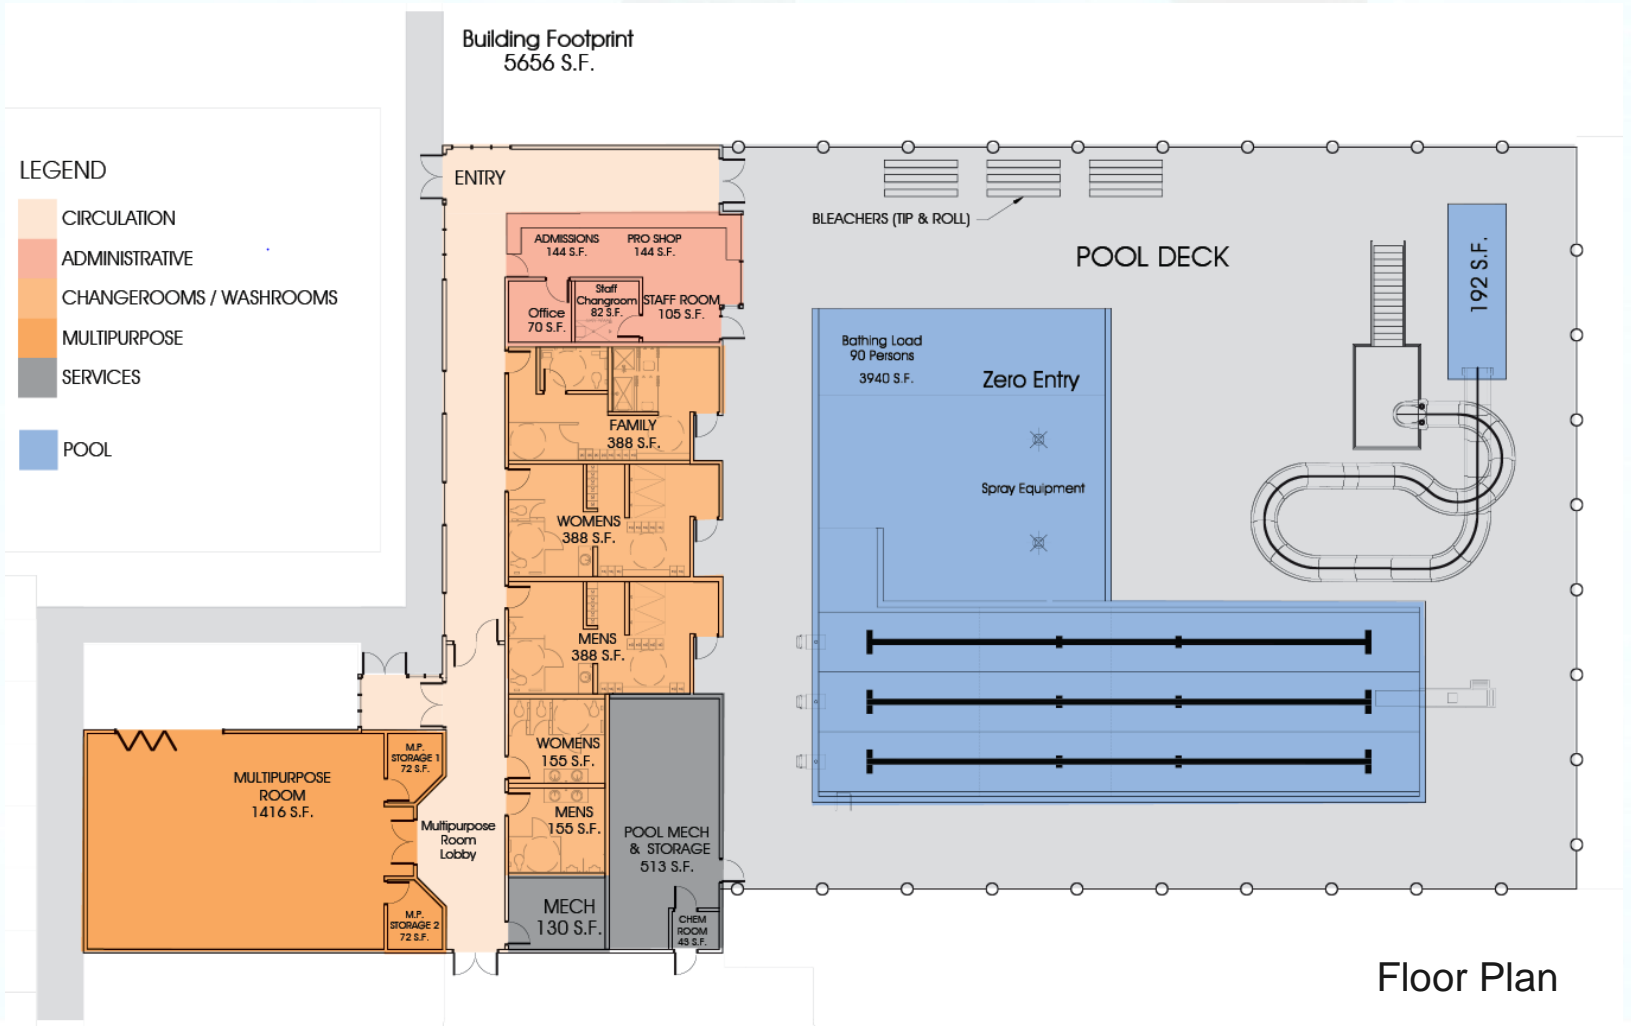 Building Footprint
5656 S.F.
LEGEND
CIRCULATION
ADMINISTRATIVE
CHANGEROOMS / WASHROOMS
MULTIPURPOSE
SERVICES
POOL
ENTRY
ADMISSIONS
144 S.F.
PRO SHOP
144 S.F.
Office
70 S.F.
Staff
Changroom
82 S.F.
STAFF ROOM
105 S.F.
FAMILY
388 S.F.
WOMENS
388 S.F.
MENS
388 S.F.
WOMENS
155 S.F.
MENS
155 S.F.
MECH
130 S.F.
POOL MECH
& STORAGE
513 S.F.
CHEM
ROOM
43 S.F.
MULTIPURPOSE
ROOM
1416 S.F.
M.P.
STORAGE 1
72 S.F.
Multipurpose
Room
Lobby
M.P.
STORAGE 2
72 S.F.
BLEACHERS (TIP & ROLL)
POOL DECK
192 S.F.
Bathing Load
90 Persons
3940 S.F.
Zero Entry
Spray Equipment
Floor Plan